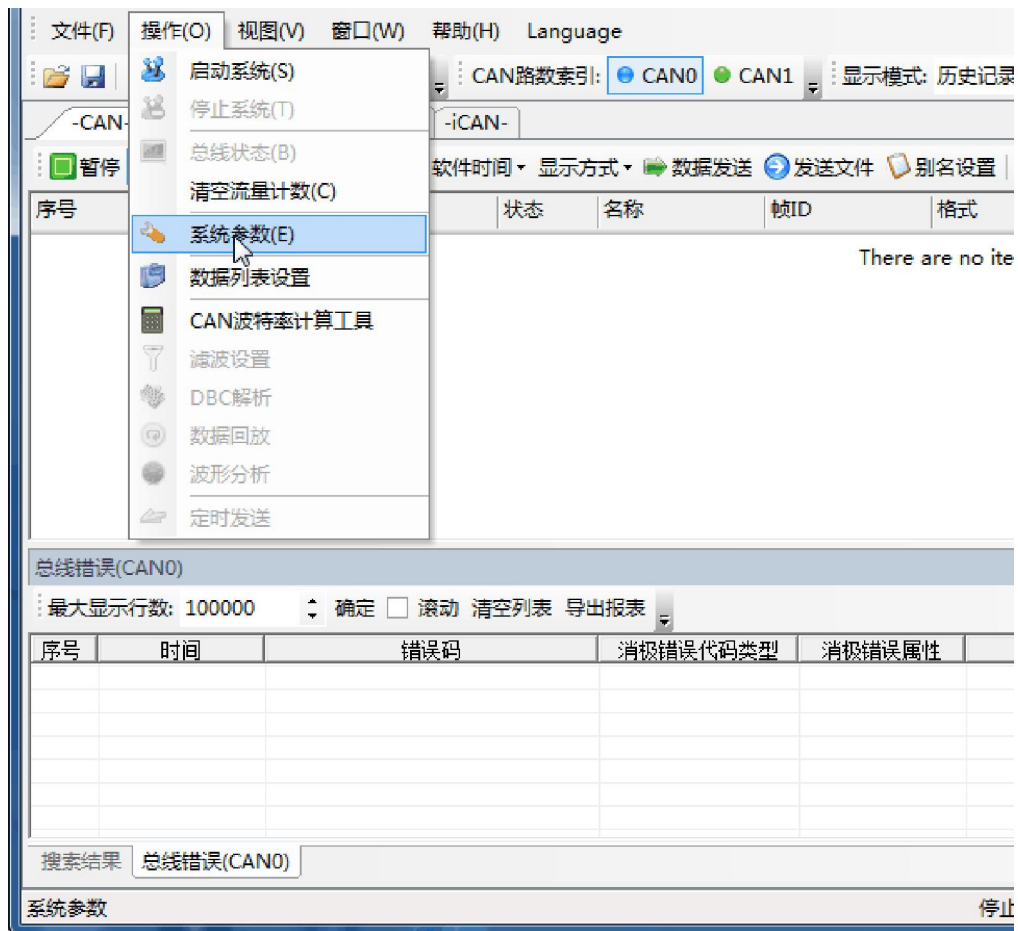 文件(F) 操作(O) 视图(V) 窗口(W) 帮助(H) Language
启动系统(S)
CAN路数索引: CAN0 CAN1 显示模式: 历史记录
停止系统(T)
-CAN- -iCAN-
总线状态(B)
暂停 软件时间 显示方式 数据发送 发送文件 别名设置
清空流量计数(C)
序号 状态 名称 帧ID 格式
系统参数(E)
There are no ite
数据列表设置
CAN波特率计算工具
滤波设置
DBC解析
数据回放
波形分析
定时发送
总线错误(CAN0)
最大显示行数: 100000 确定 滚动 清空列表 导出报表
序号 时间 错误码 消极错误代码类型 消极错误属性
搜索结果 总线错误(CAN0)
系统参数 停止